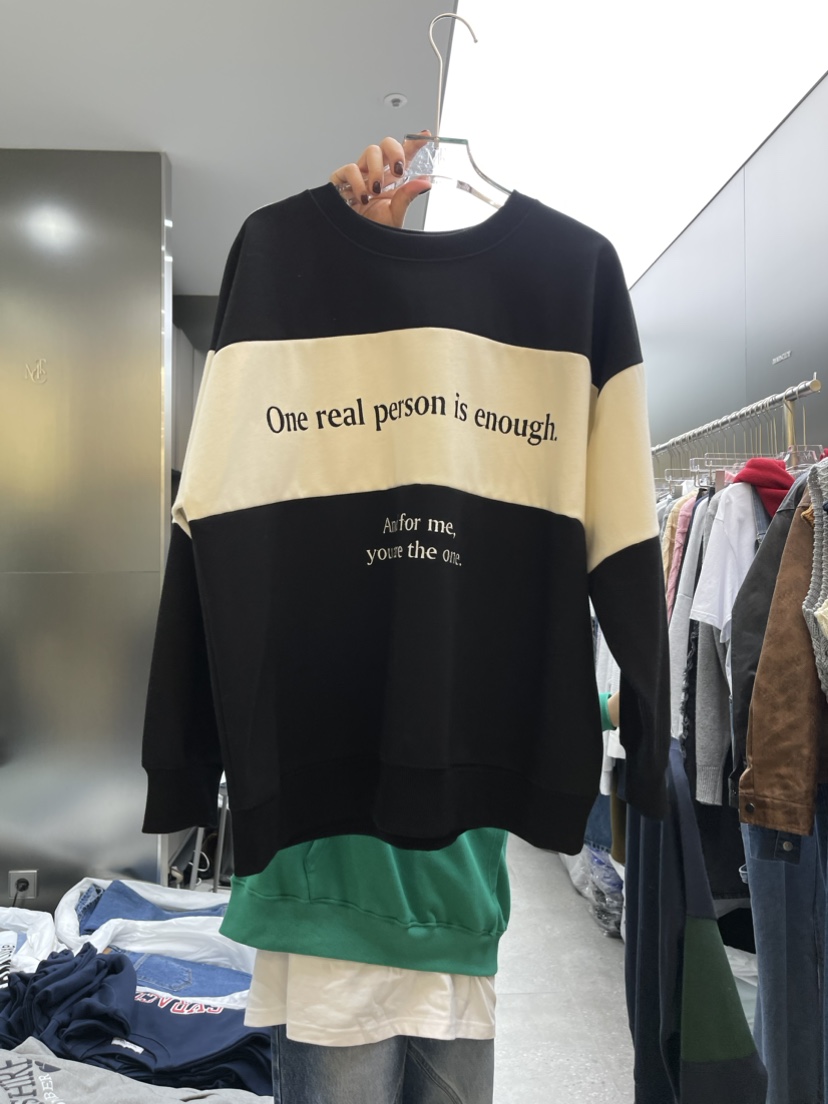 One real person is enough.
And for me,
you're the one.